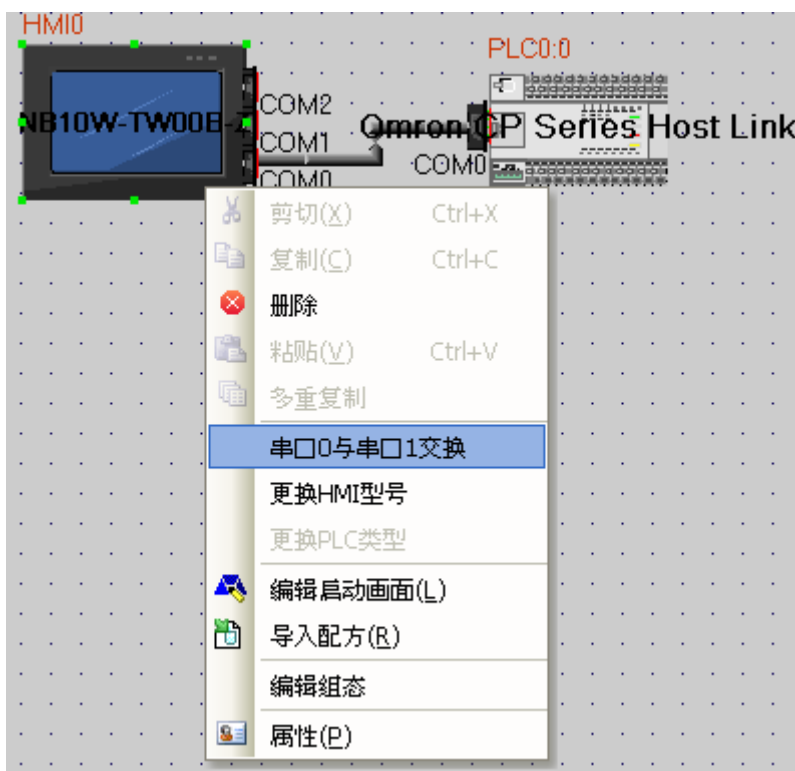 HMI0
PLC0:0
COM2
NB10W-TW00B-
Omron CP Series Host Link
COM1
COM0
COM0
剪切(X) Ctrl+X
复制(C) Ctrl+C
删除
粘贴(V) Ctrl+V
多重复制
串口0与串口1交换
更换HMI型号
更换PLC类型
编辑启动画面(L)
导入配方(R)
编辑组态
属性(P)